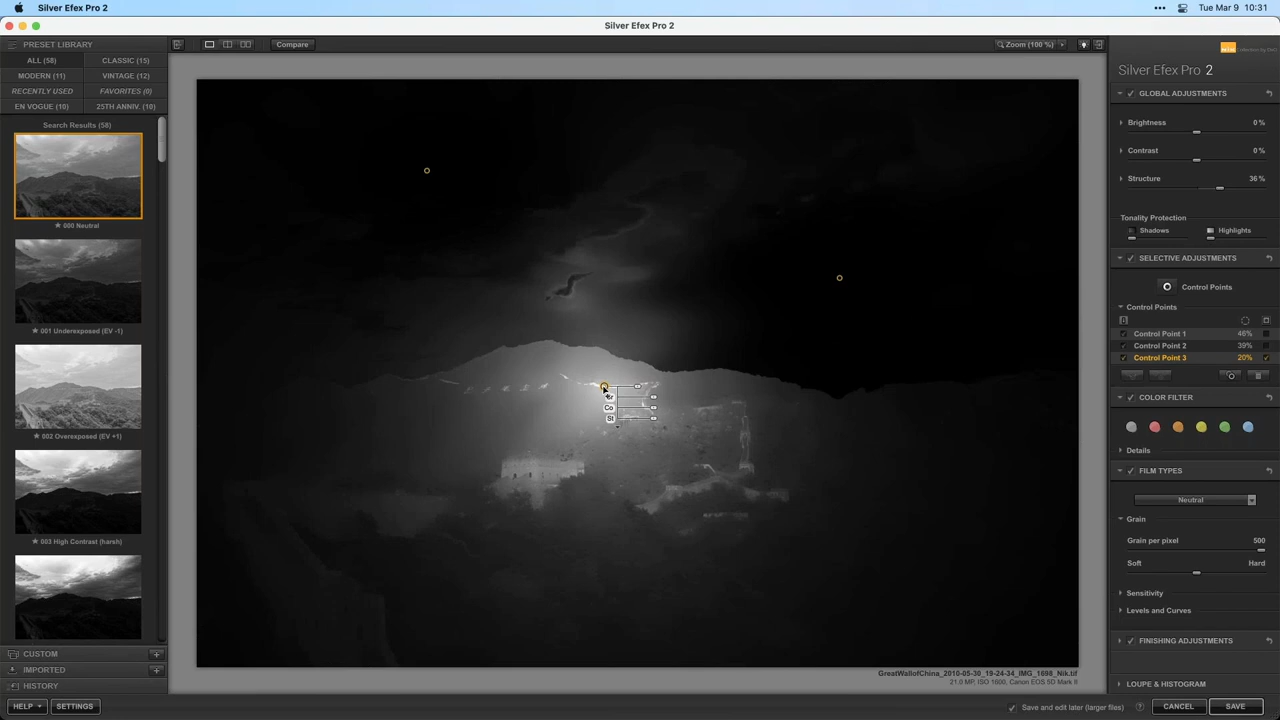 Silver Efex Pro 2
Tue Mar 9 10:31
Silver Efex Pro 2
PRESET LIBRARY
Compare
Zoom (100 %)
ALL (58)
CLASSIC (15)
MODERN (11)
VINTAGE (12)
RECENTLY USED
FAVORITES (0)
EN VOGUE (10)
25TH ANNIV. (10)
Search Results (58)
★ 000 Neutral
★ 001 Underexposed (EV -1)
★ 002 Overexposed (EV +1)
★ 003 High Contrast (harsh)
CUSTOM
IMPORTED
HISTORY
HELP
SETTINGS
Co
St
GreatWallofChina_2010-05-30_19-24-34_IMG_1698_Nik.tif
21.0 MP, ISO 1600, Canon EOS 5D Mark II
Silver Efex Pro 2
GLOBAL ADJUSTMENTS
Brightness 0 %
Contrast 0 %
Structure 36 %
Tonality Protection
Shadows
Highlights
SELECTIVE ADJUSTMENTS
Control Points
Control Points
Control Point 1 46%
Control Point 2 39%
Control Point 3 20%
COLOR FILTER
Details
FILM TYPES
Neutral
Grain
Grain per pixel 500
Soft Hard
Sensitivity
Levels and Curves
FINISHING ADJUSTMENTS
LOUPE & HISTOGRAM
Save and edit later (larger files)
?
CANCEL
SAVE